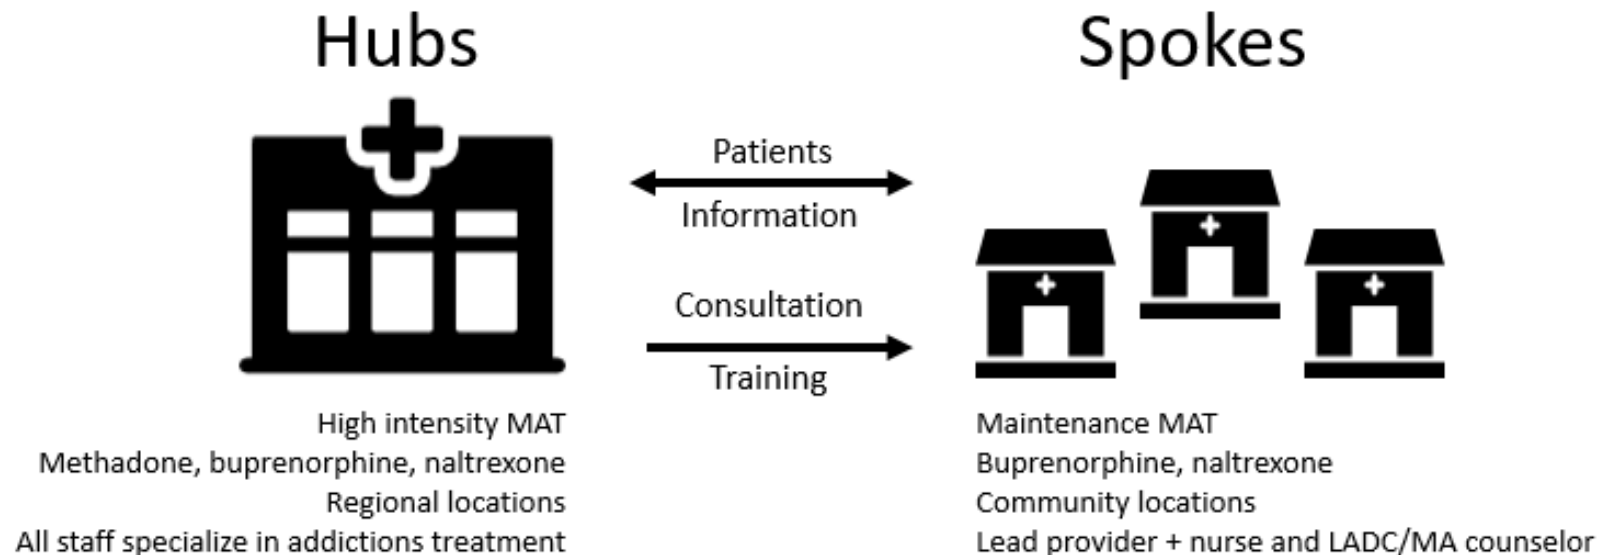 Hubs
Spokes
Patients
Information
Consultation
Training
High intensity MAT
Methadone, buprenorphine, naltrexone
Regional locations
All staff specialize in addictions treatment
Maintenance MAT
Buprenorphine, naltrexone
Community locations
Lead provider + nurse and LADC/MA counselor